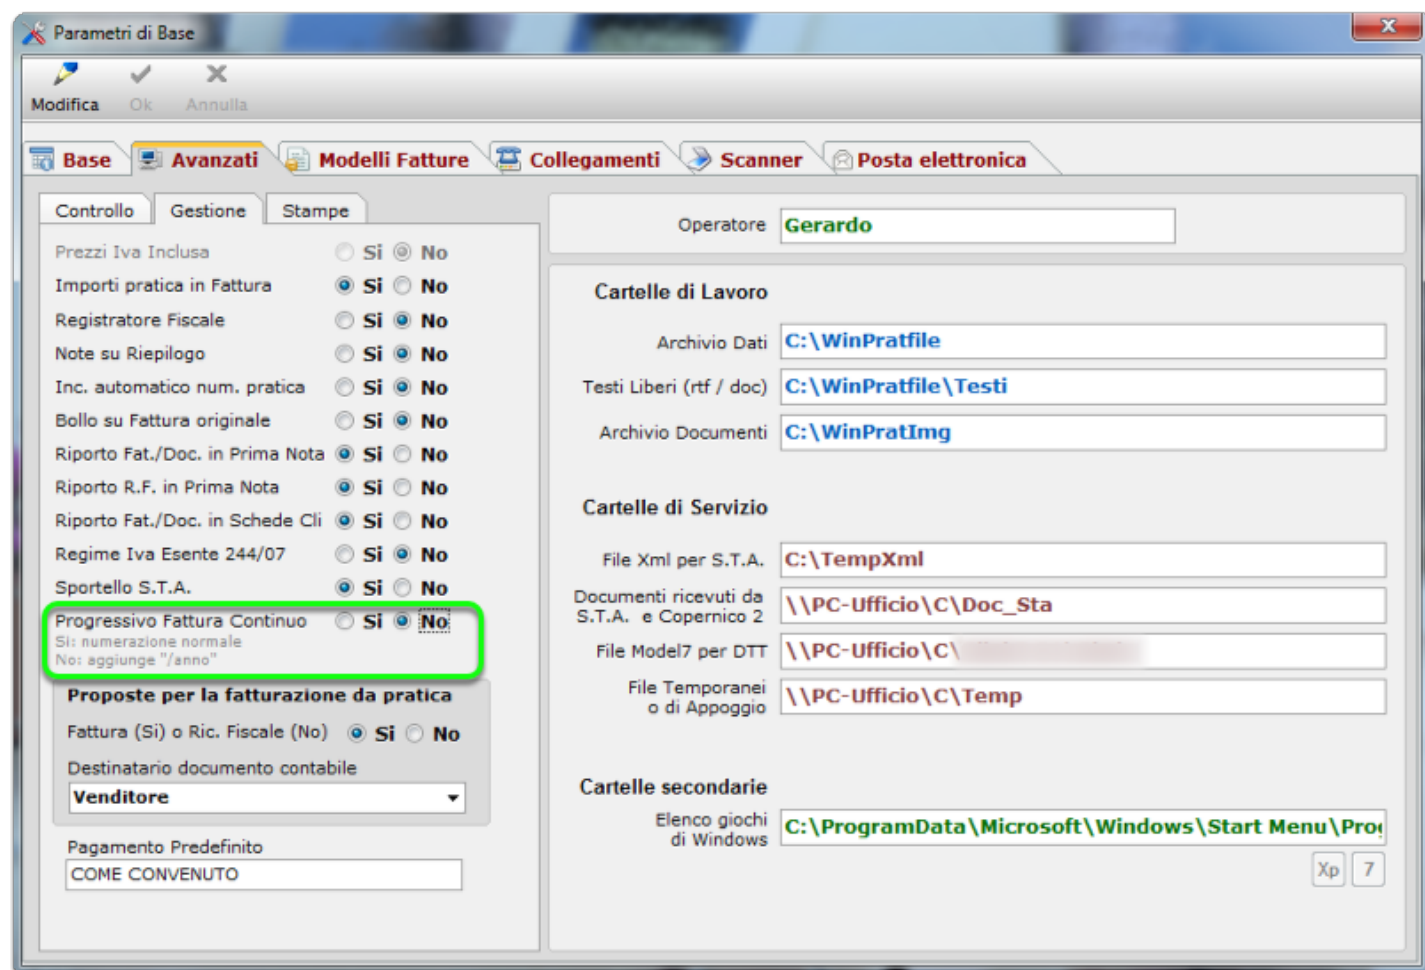 Parametri di Base
X
Modifica Ok Annulla
Base Avanzati Modelli Fatture Collegamenti Scanner Posta elettronica
Controllo Gestione Stampe
Prezzi Iva Inclusa Si No
Importi pratica in Fattura Si No
Registratore Fiscale Si No
Note su Riepilogo Si No
Inc. automatico num. pratica Si No
Bollo su Fattura originale Si No
Riporto Fat./Doc. in Prima Nota Si No
Riporto R.F. in Prima Nota Si No
Riporto Fat./Doc. in Schede Cli Si No
Regime Iva Esente 244/07 Si No
Sportello S.T.A. Si No
Progressivo Fattura Continuo Si No
Si: numerazione normale
No: aggiunge "/anno"
Proposte per la fatturazione da pratica
Fattura (Si) o Ric. Fiscale (No) Si No
Destinatario documento contabile
Venditore
Pagamento Predefinito
COME CONVENUTO
Operatore Gerardo
Cartelle di Lavoro
Archivio Dati C:\WinPratfile
Testi Liberi (rtf / doc) C:\WinPratfile\Testi
Archivio Documenti C:\WinPratImg
Cartelle di Servizio
File Xml per S.T.A. C:\TempXml
Documenti ricevuti da
S.T.A. e Copernico 2 \\PC-Ufficio\C\Doc_Sta
File Model7 per DTT \\PC-Ufficio\C\
File Temporanei
o di Appoggio \\PC-Ufficio\C\Temp
Cartelle secondarie
Elenco giochi
di Windows C:\ProgramData\Microsoft\Windows\Start Menu\Prog
Xp 7